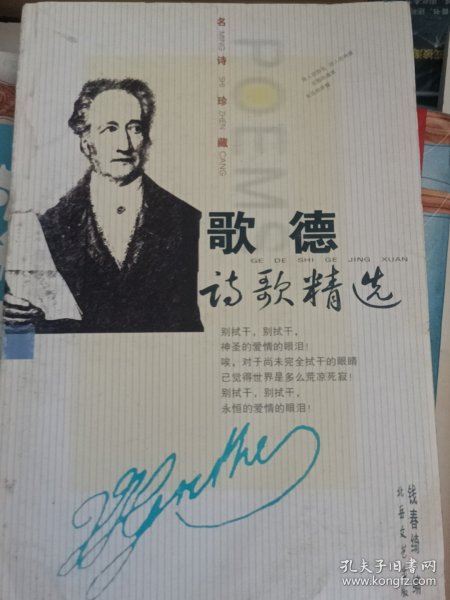 名 MING 诗 SHI 珍 ZHEN 藏 CANG
POEMS
歌德
GE DE SHI GE JING XUAN
诗歌精选
别拭干,别拭干,
神圣的爱情的眼泪!
唉,对于尚未完全拭干的眼睛
已觉得世界是多么荒凉死寂!
别拭干,别拭干,
永恒的爱情的眼泪!
Goethe
钱春绮
北岳文艺
孔夫子旧书网
www.kongfz.com